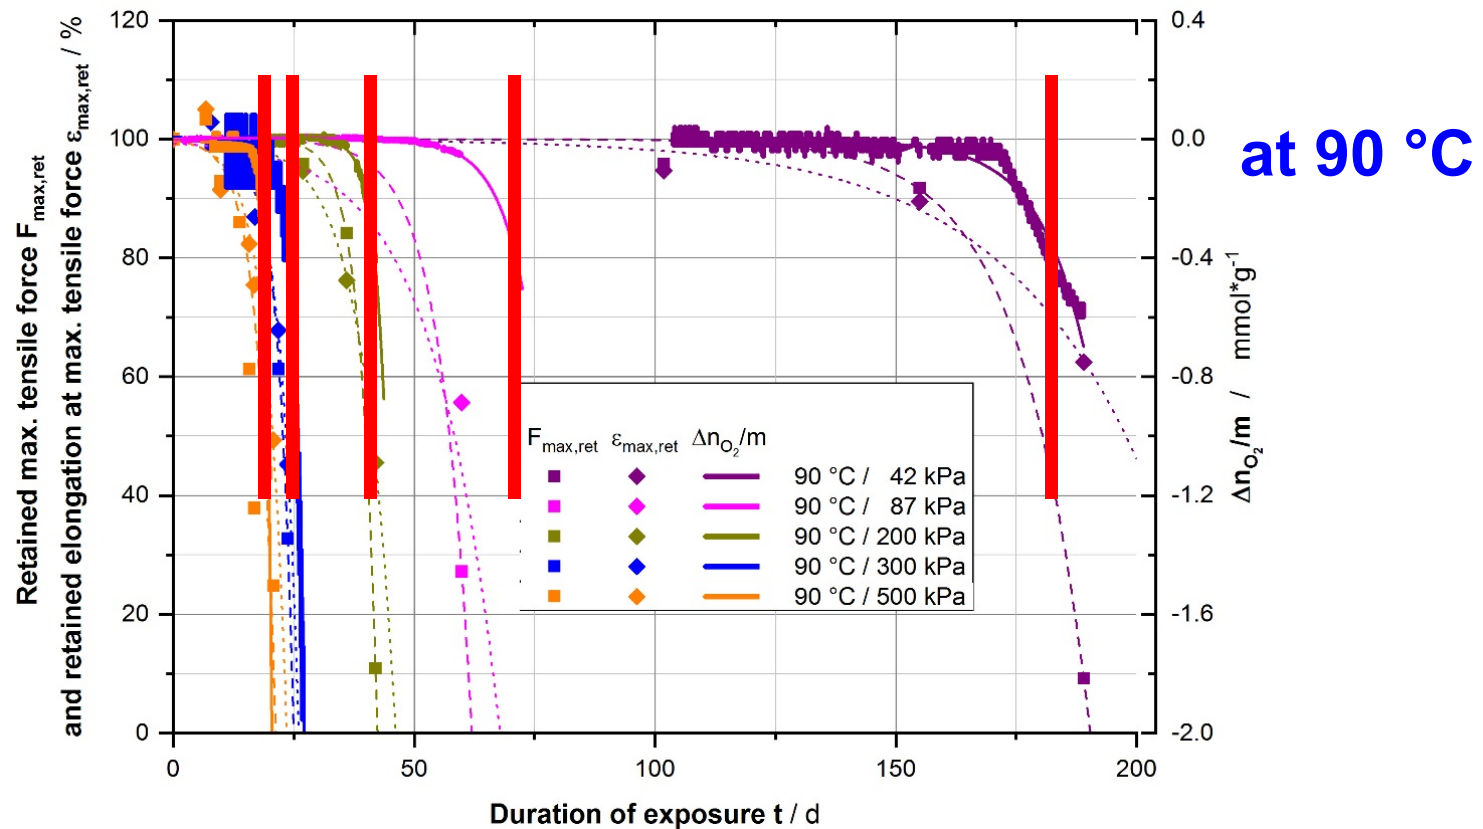 Retained max. tensile force Fmax,ret
and retained elongation at max. tensile force εmax,ret / %
120
100
80
60
40
20
0
0.4
0.0
-0.4
-0.8
-1.2
-1.6
-2.0
ΔnO2/m / mmol*g-1
at 90 °C
Fmax,ret εmax,ret ΔnO2/m
90 °C / 42 kPa
90 °C / 87 kPa
90 °C / 200 kPa
90 °C / 300 kPa
90 °C / 500 kPa
0 50 100 150 200
Duration of exposure t / d